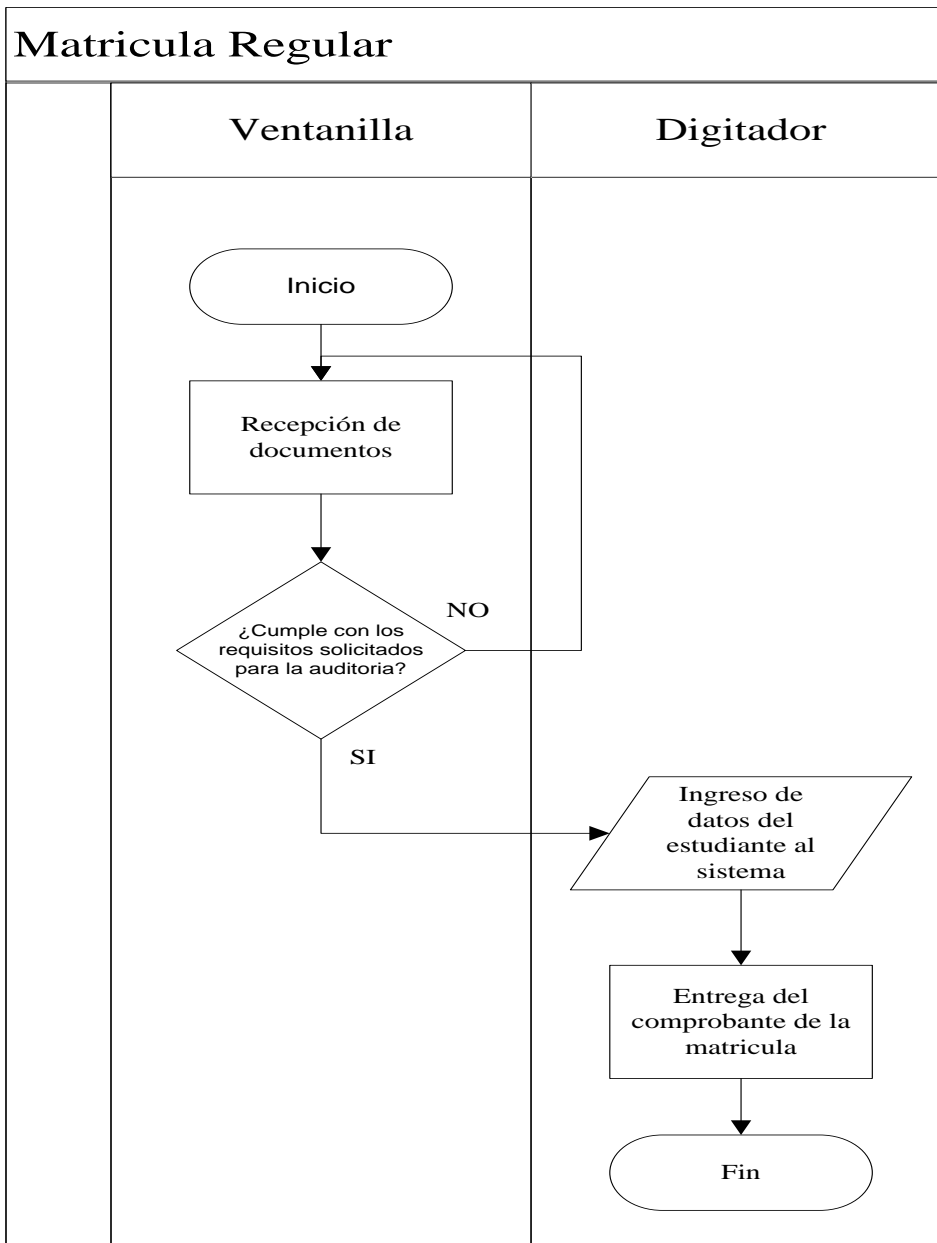 Matricula Regular
Ventanilla
Digitador
Inicio
Recepción de
documentos
¿Cumple con los
requisitos solicitados
para la auditoria?
NO
SI
Ingreso de
datos del
estudiante al
sistema
Entrega del
comprobante de la
matricula
Fin